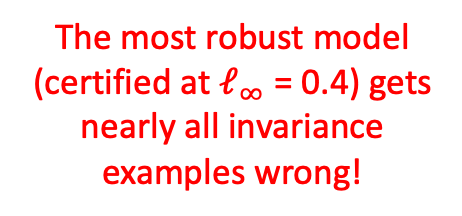 The most robust model
(certified at ℓ∞ = 0.4) gets
nearly all invariance
examples wrong!